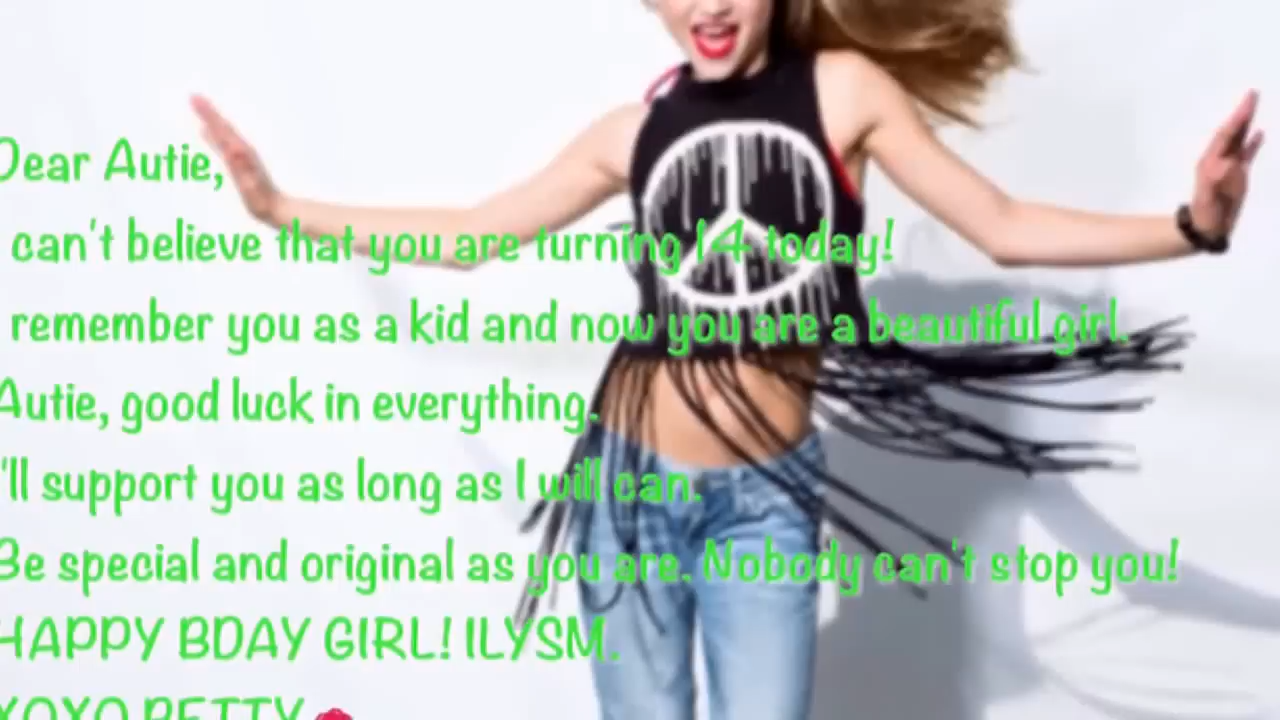 Dear Autie,
can't believe that you are turning 14 today!
remember you as a kid and now you are a beautiful girl.
Autie, good luck in everything.
'll support you as long as I will can.
Be special and original as you are. Nobody can't stop you!
HAPPY BDAY GIRL! ILYSM.
XOXO BETTY🌹